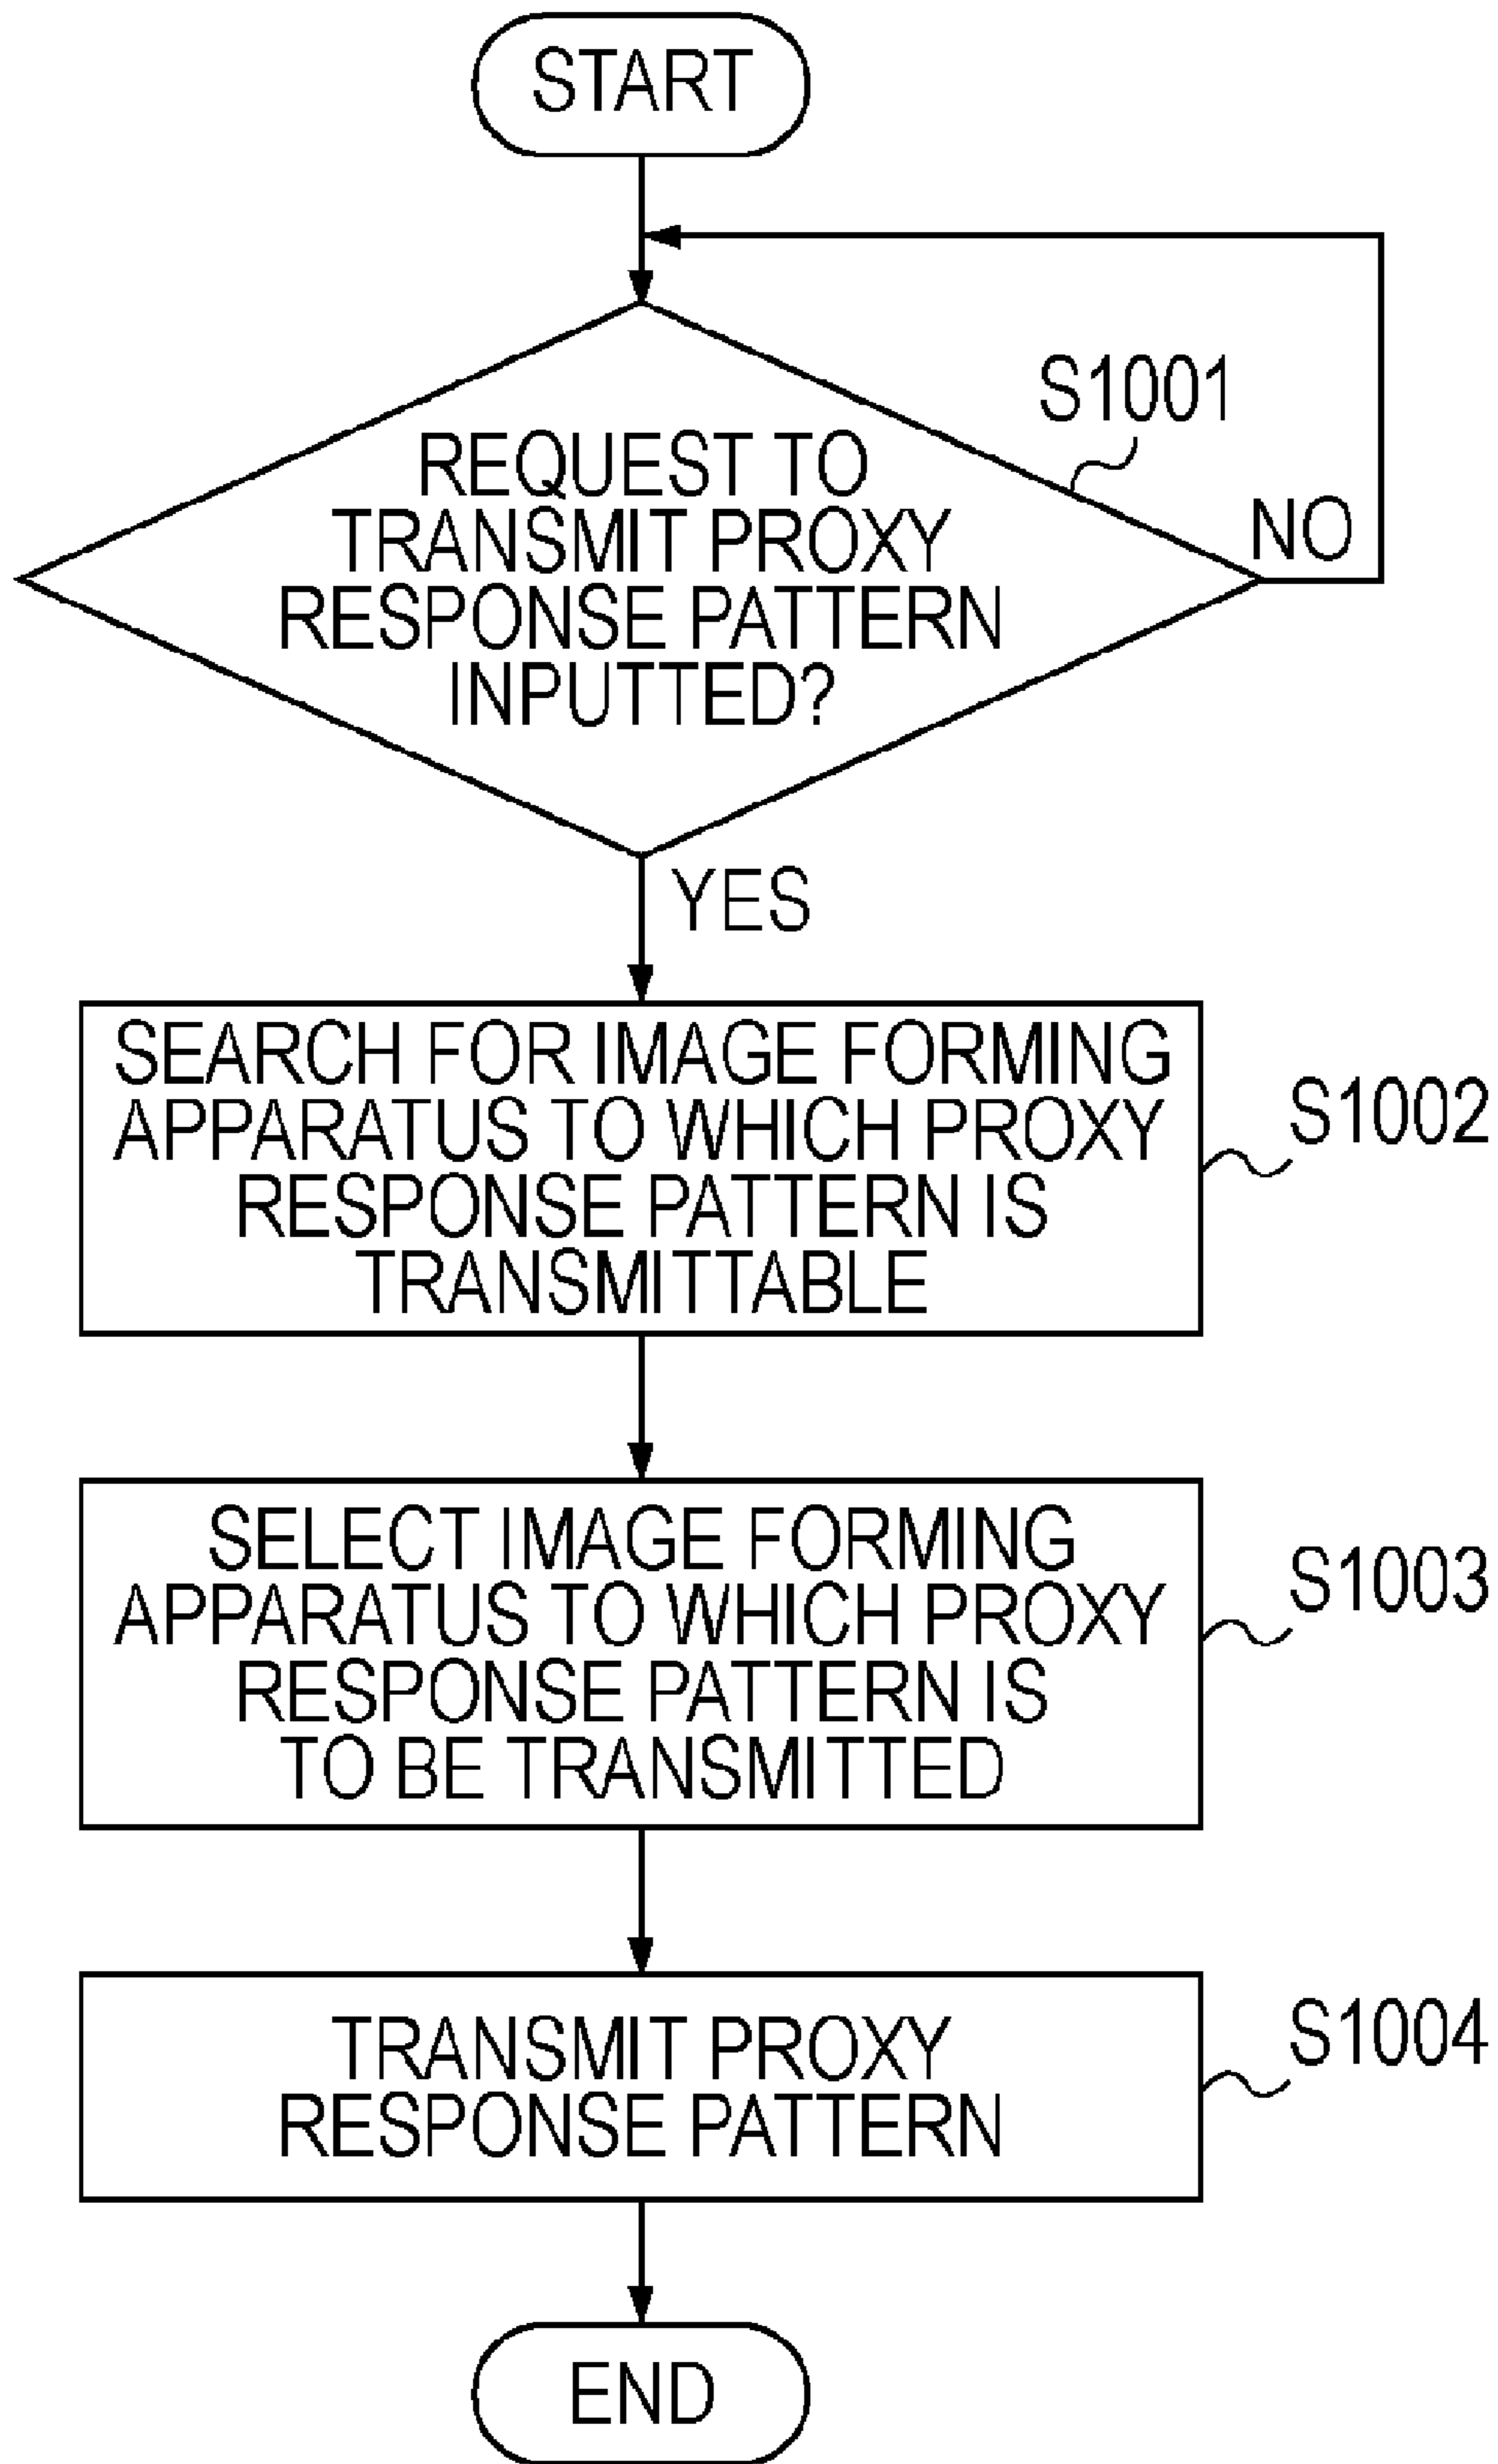 START
S1001
REQUEST TO
TRANSMIT PROXY
RESPONSE PATTERN
INPUTTED?
NO
YES
SEARCH FOR IMAGE FORMING
APPARATUS TO WHICH PROXY
RESPONSE PATTERN IS
TRANSMITTABLE
S1002
SELECT IMAGE FORMING
APPARATUS TO WHICH PROXY
RESPONSE PATTERN IS
TO BE TRANSMITTED
S1003
TRANSMIT PROXY
RESPONSE PATTERN
S1004
END